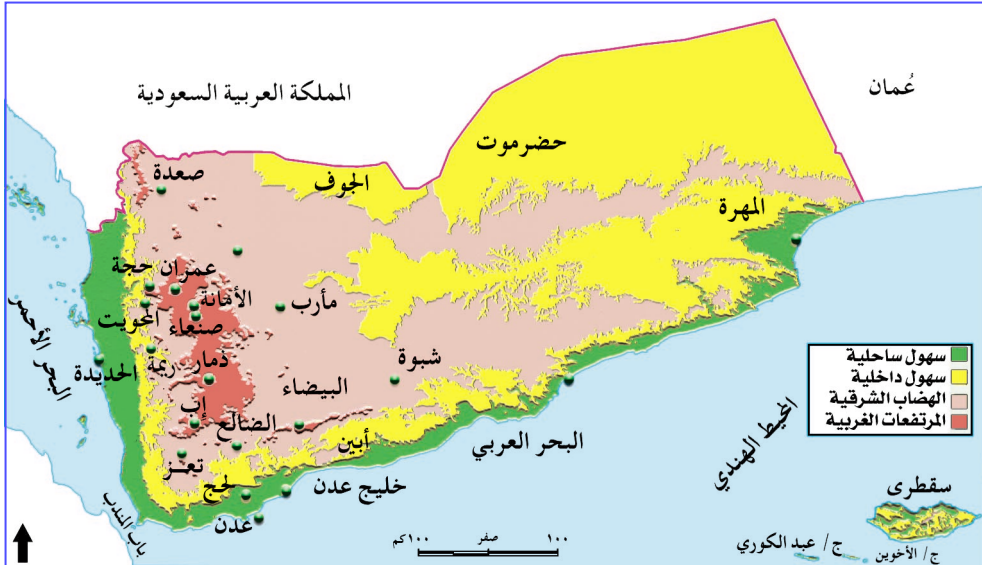 المملكة العربية السعودية
عُمان
حضرموت
صعدة
الجوف
المهرة
عمران
حجة
الأمانة
مأرب
المحويت
صنعاء
البحر الأحمر
ذمار
ريمة
الحديدة
شبوة
البيضاء
إب
الضالع
أبين
البحر العربي
المحيط الهندي
تعز
لحج
خليج عدن
عدن
باب المندب
سهول ساحلية
سهول داخلية
الهضاب الشرقية
المرتفعات الغربية
سقطرى
ج/ عبد الكوري
ج/ الأخوين
١٠٠كم صفر ١٠٠